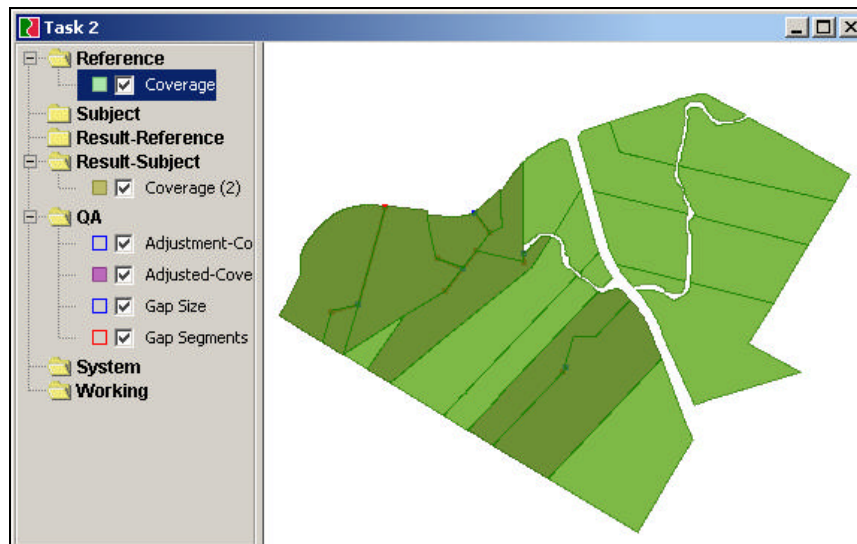 Task 2
Reference
Coverage
Subject
Result-Reference
Result-Subject
Coverage (2)
QA
Adjustment-Co
Adjusted-Cove
Gap Size
Gap Segments
System
Working